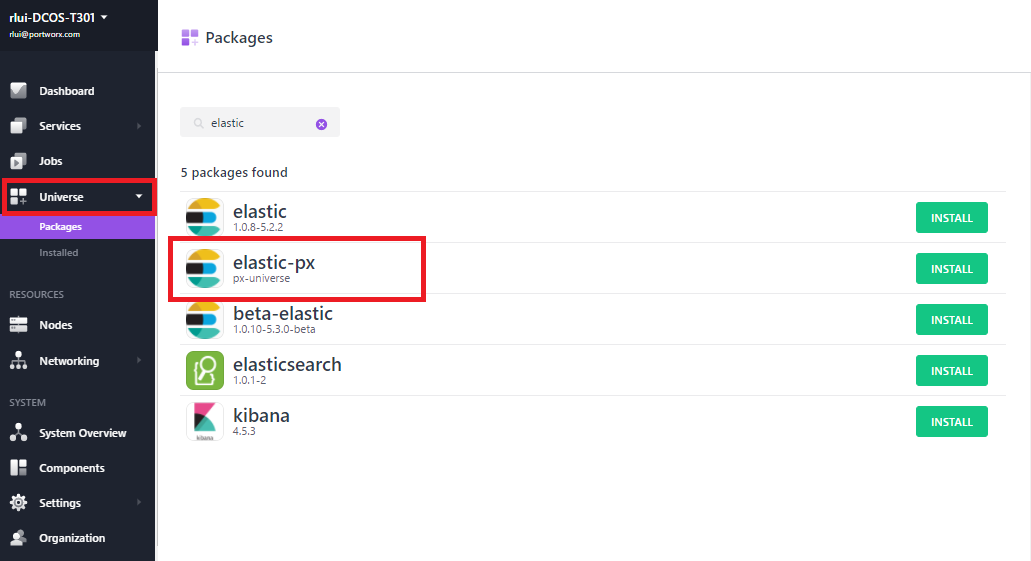 rlui-DCOS-T301
rlui@portworx.com
Dashboard
Services
Jobs
Universe
Packages
Installed
RESOURCES
Nodes
Networking
SYSTEM
System Overview
Components
Settings
Organization
Packages
elastic
5 packages found
elastic
1.0.8-5.2.2
INSTALL
elastic-px
px-universe
INSTALL
beta-elastic
1.0.10-5.3.0-beta
INSTALL
elasticsearch
1.0.1-2
INSTALL
kibana
kibana
4.5.3
INSTALL